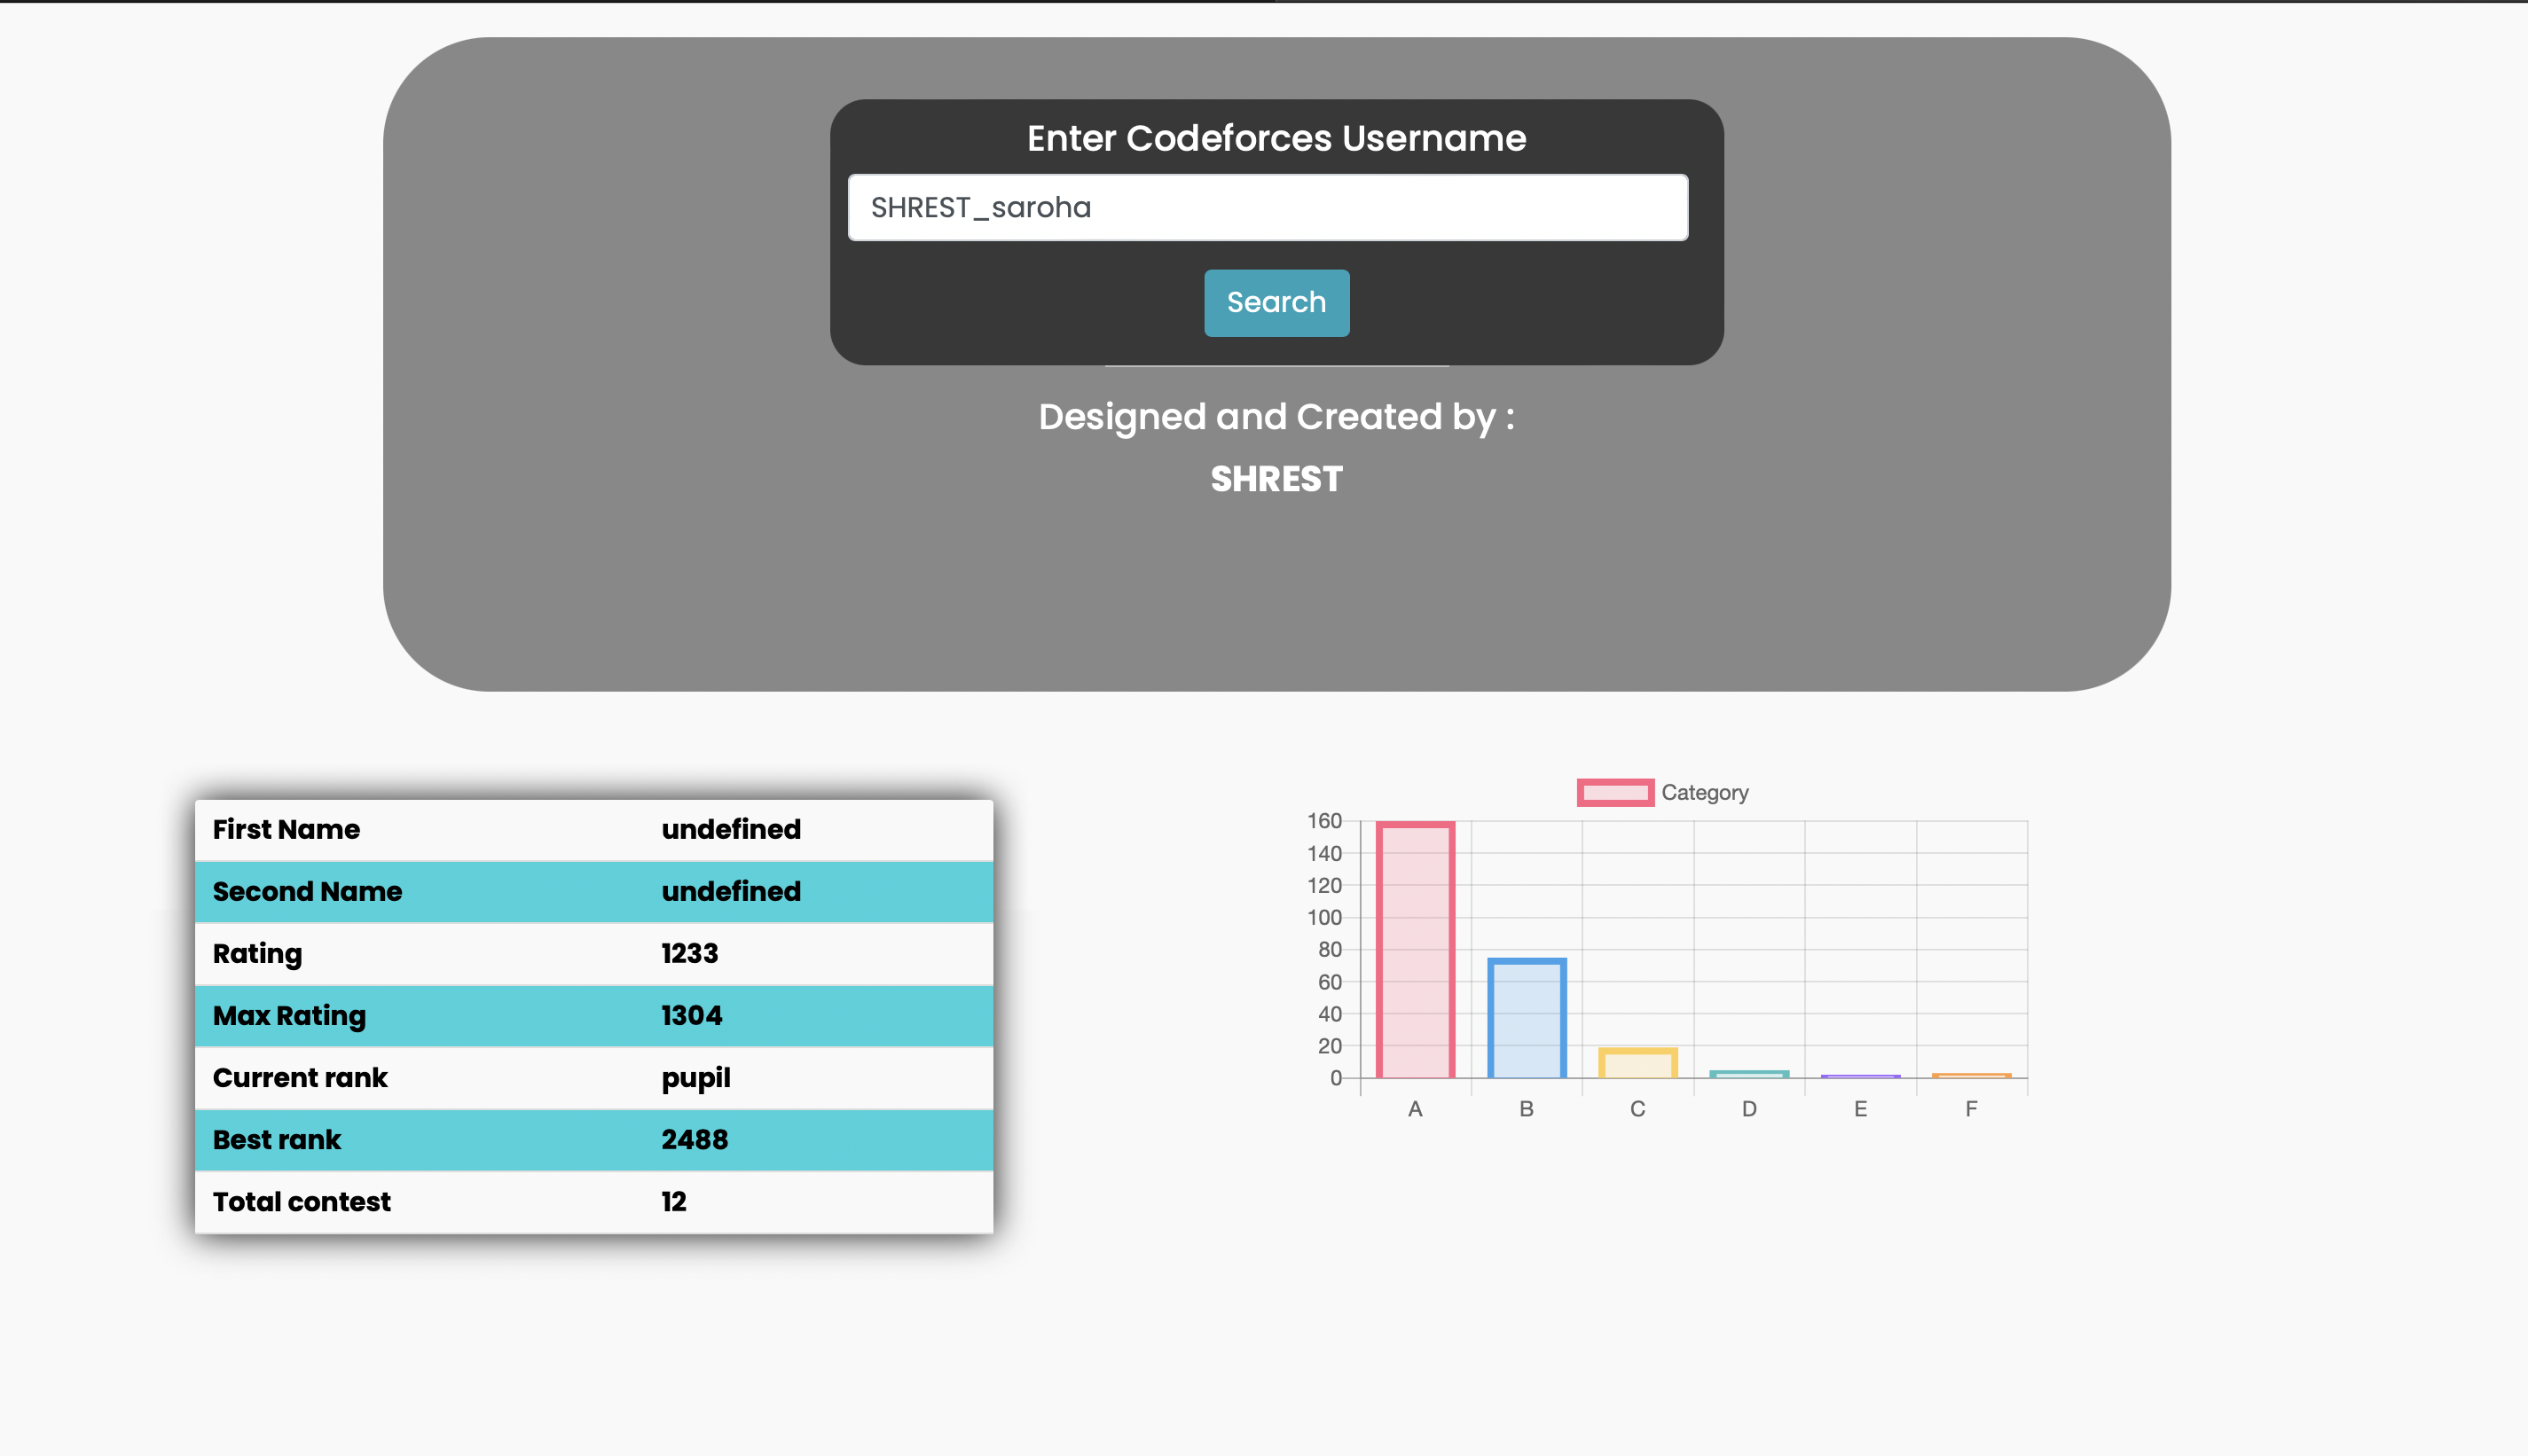 Enter Codeforces Username
SHREST_saroha
Search
Designed and Created by :
SHREST
First Name undefined
Second Name undefined
Rating 1233
Max Rating 1304
Current rank pupil
Best rank 2488
Total contest 12
Category
160
140
120
100
80
60
40
20
0
A B C D E F